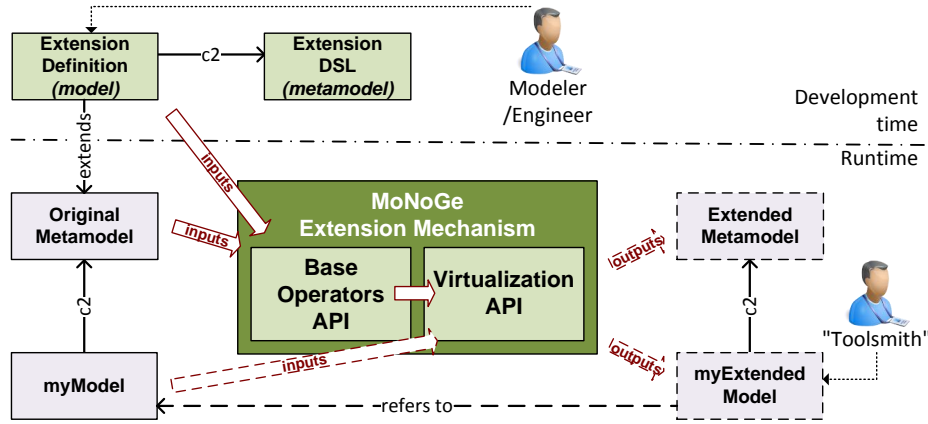 Extension
Definition
(model)
c2
Extension
DSL
(metamodel)
Modeler
/Engineer
Development
time
Runtime
extends
inputs
Original
Metamodel
inputs
MoNoGe
Extension Mechanism
Base
Operators
API
Virtualization
API
outputs
Extended
Metamodel
c2
c2
"Toolsmith"
inputs
outputs
myModel
refers to
myExtended
Model